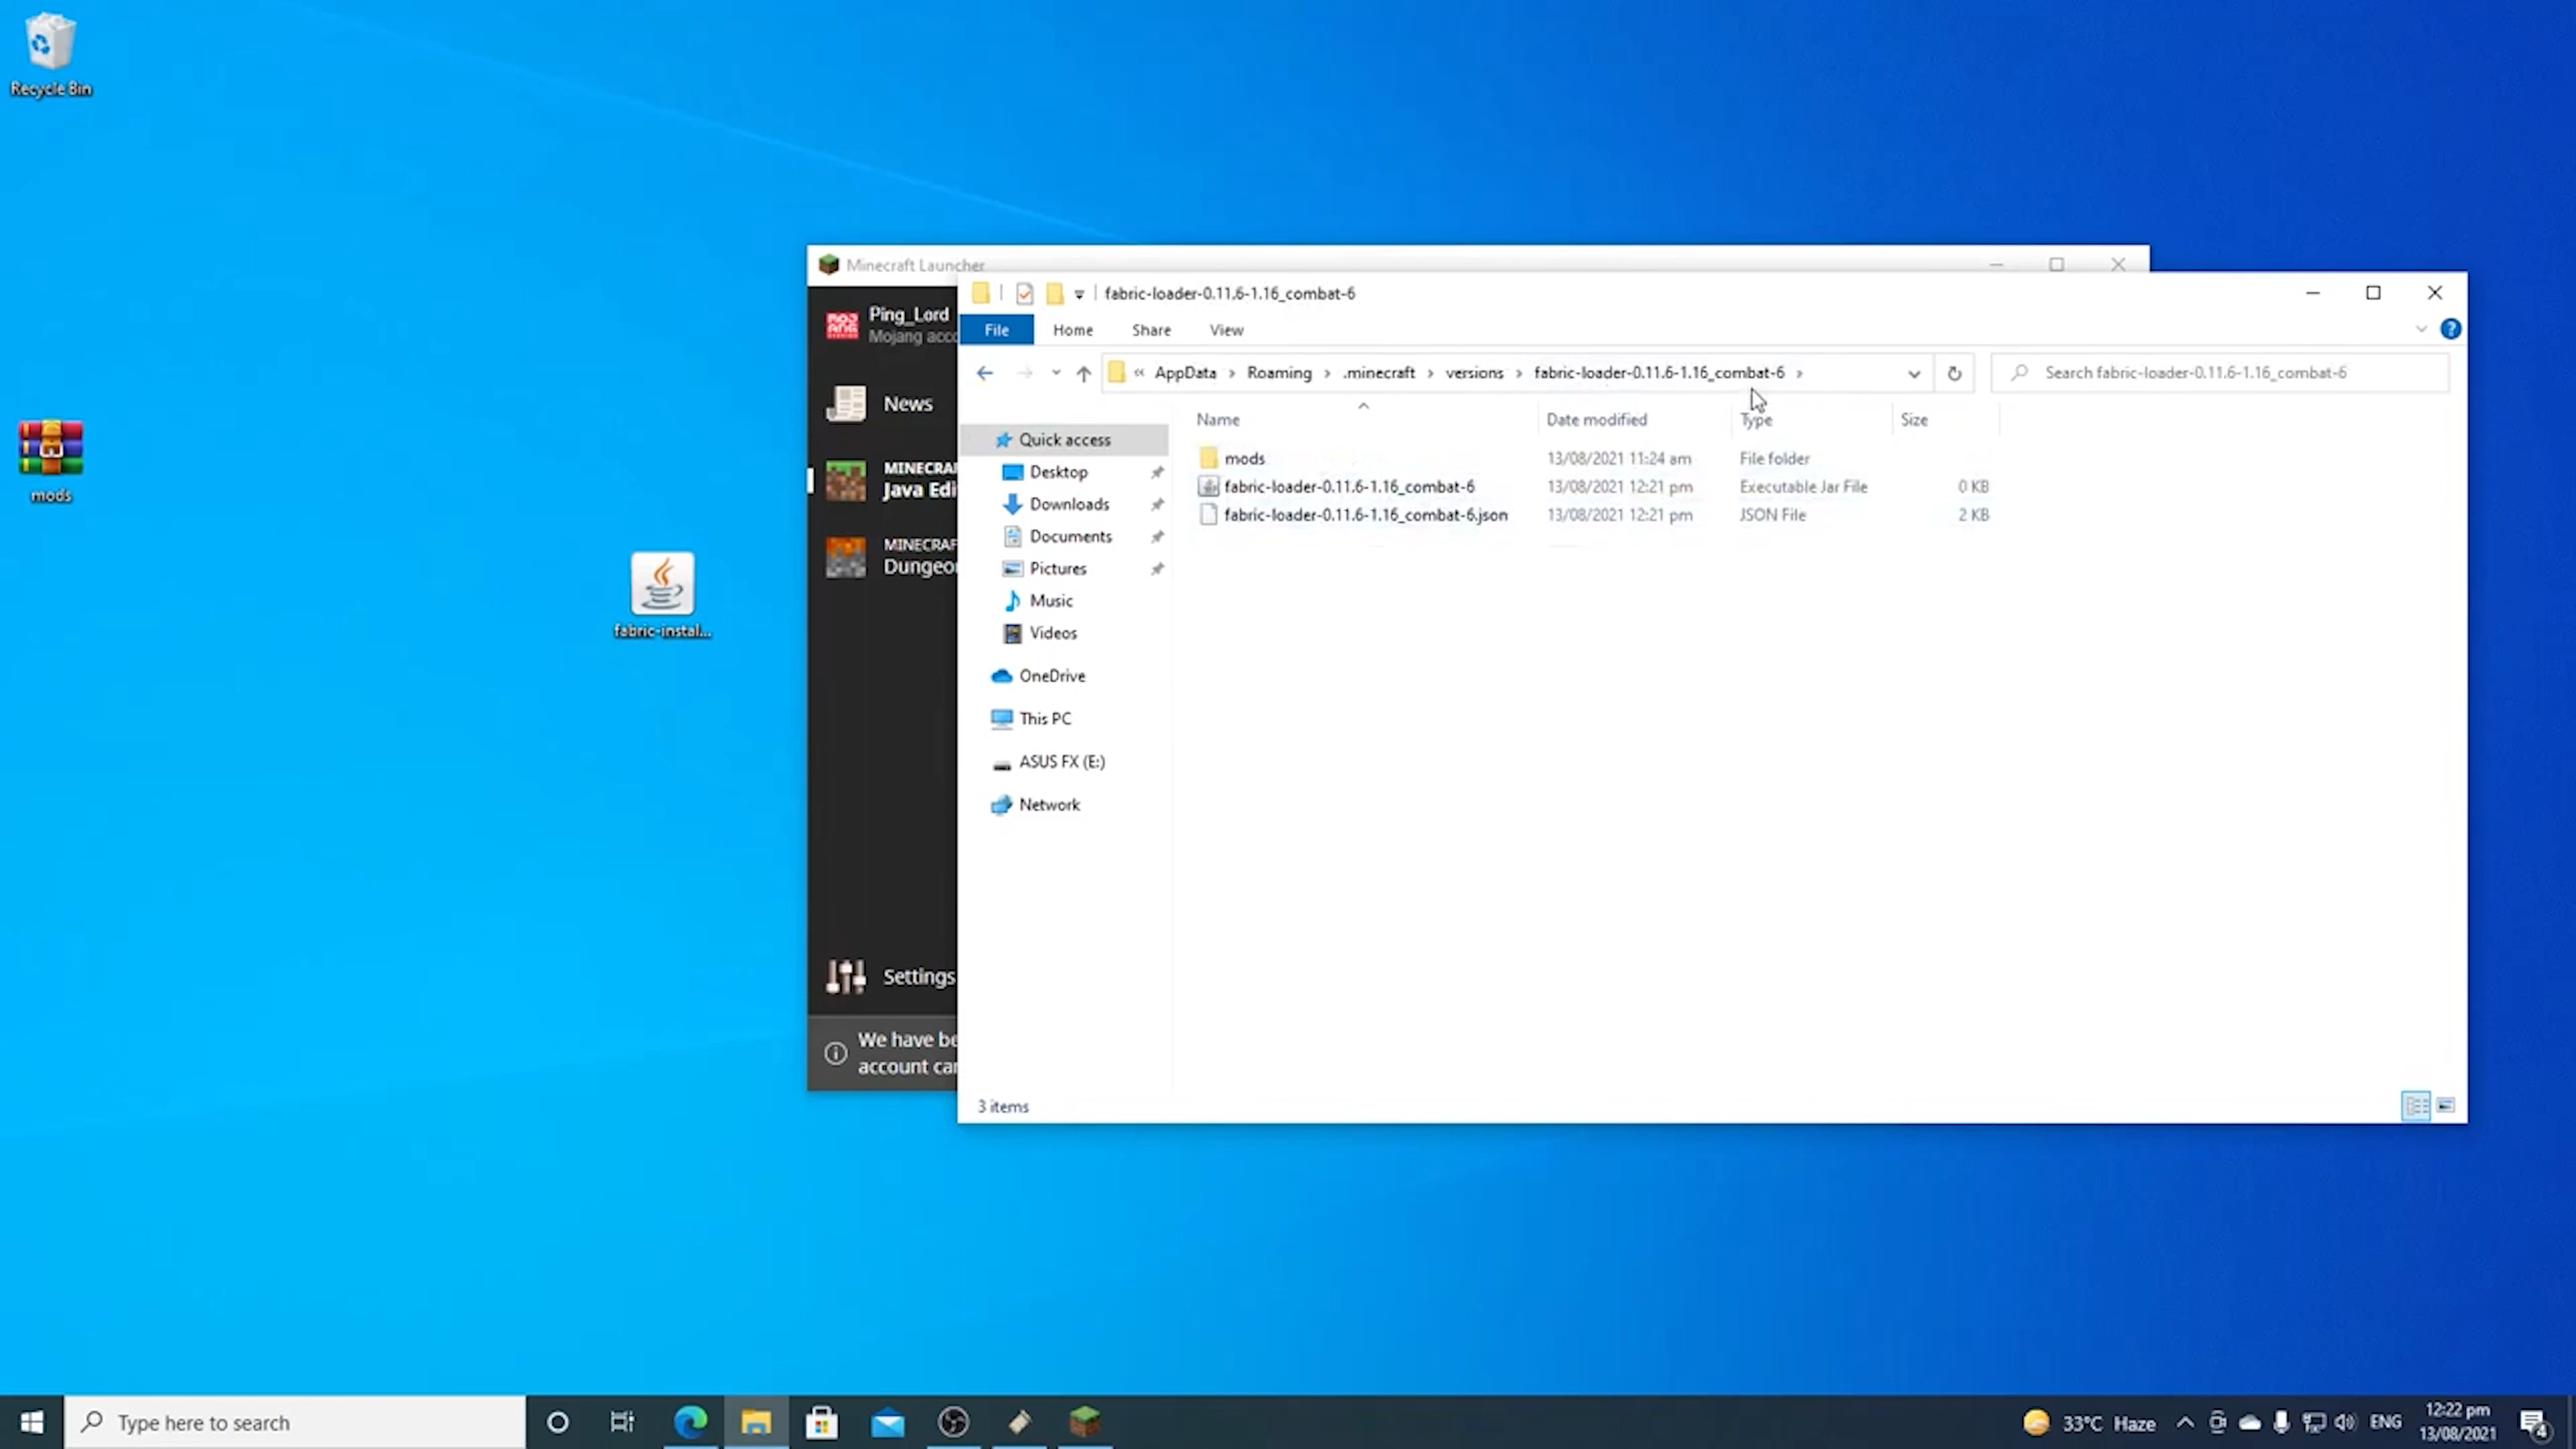 Recycle Bin
mods
fabric-instal...
Minecraft Launcher
Ping_Lord
Mojang acco
News
MINECRA
Java Edi
MINECRAF
Dungeo
Settings
We have be
account ca
fabric-loader-0.11.6-1.16_combat-6
File Home Share View
« AppData › Roaming › .minecraft › versions › fabric-loader-0.11.6-1.16_combat-6 ›
Search fabric-loader-0.11.6-1.16_combat-6
Name Date modified Type Size
mods 13/08/2021 11:24 am File folder
fabric-loader-0.11.6-1.16_combat-6 13/08/2021 12:21 pm Executable Jar File 0 KB
fabric-loader-0.11.6-1.16_combat-6.json 13/08/2021 12:21 pm JSON File 2 KB
Quick access
Desktop
Downloads
Documents
Pictures
Music
Videos
OneDrive
This PC
ASUS FX (E:)
Network
3 items
Type here to search
33°C Haze
ENG
12:22 pm
13/08/2021
4